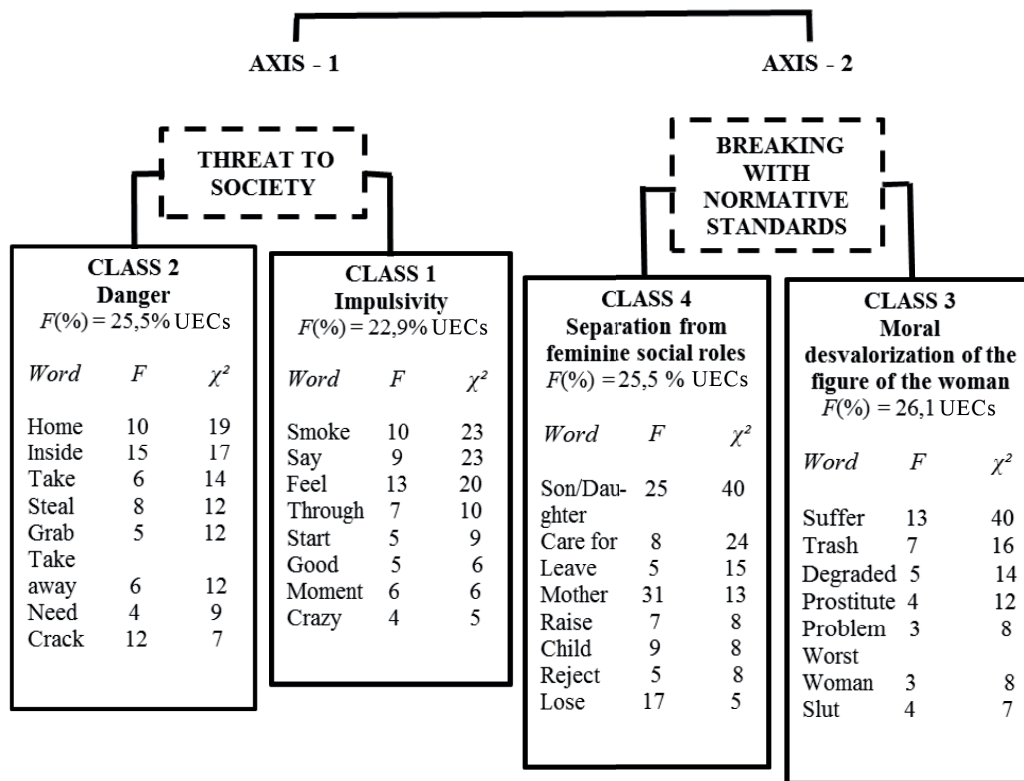 AXIS - 1
AXIS - 2
THREAT TO
SOCIETY
BREAKING
WITH
NORMATIVE
STANDARDS
CLASS 2
Danger
F(%) = 25,5% UECs
Word F χ²
Home 10 19
Inside 15 17
Take 6 14
Steal 8 12
Grab 5 12
Take
away 6 12
Need 4 9
Crack 12 7
CLASS 1
Impulsivity
F(%) = 22,9% UECs
Word F χ²
Smoke 10 23
Say 9 23
Feel 13 20
Through 7 10
Start 5 9
Good 5 6
Moment 6 6
Crazy 4 5
CLASS 4
Separation from
feminine social roles
F(%) = 25,5 % UECs
Word F χ²
Son/Dau- 25 40
ghter
Care for 8 24
Leave 5 15
Mother 31 13
Raise 7 8
Child 9 8
Reject 5 8
Lose 17 5
CLASS 3
Moral
desvalorization of the
figure of the woman
F(%) = 26,1 UECs
Word F χ²
Suffer 13 40
Trash 7 16
Degraded 5 14
Prostitute 4 12
Problem 3 8
Worst
Woman 3 8
Slut 4 7